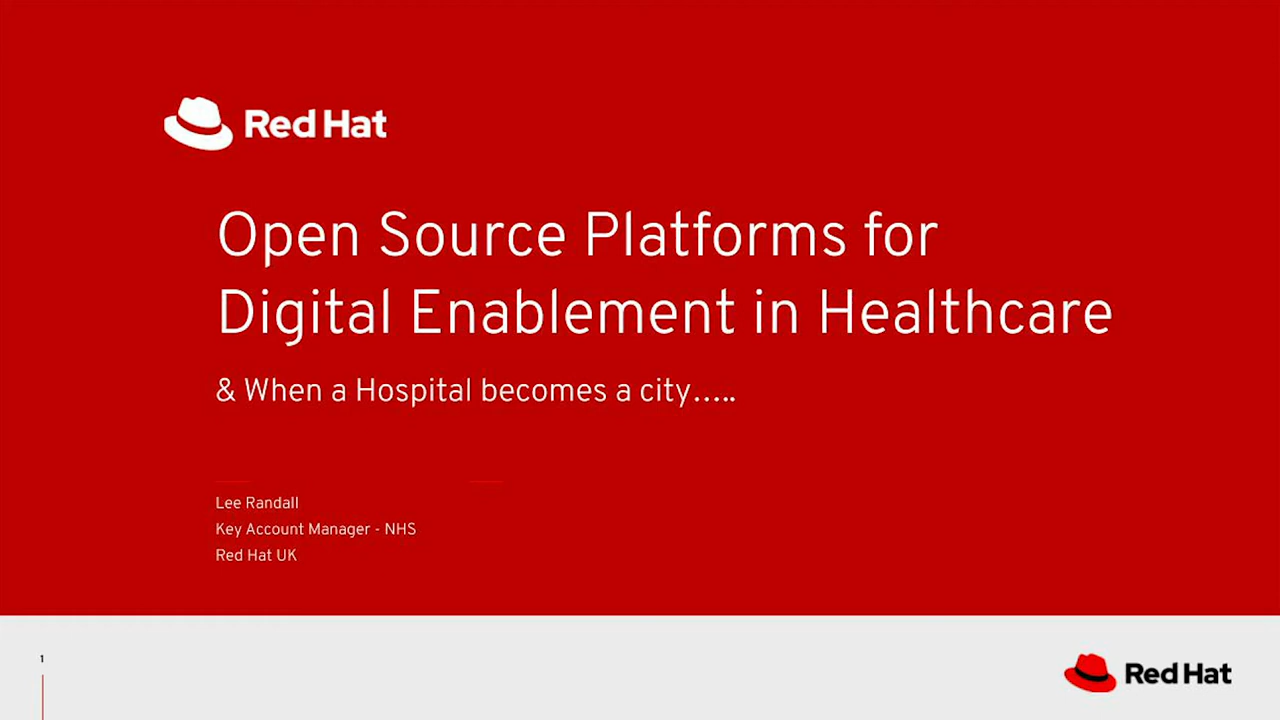 Red Hat
Open Source Platforms for
Digital Enablement in Healthcare
& When a Hospital becomes a city.....
Lee Randall
Key Account Manager - NHS
Red Hat UK
1
Red Hat